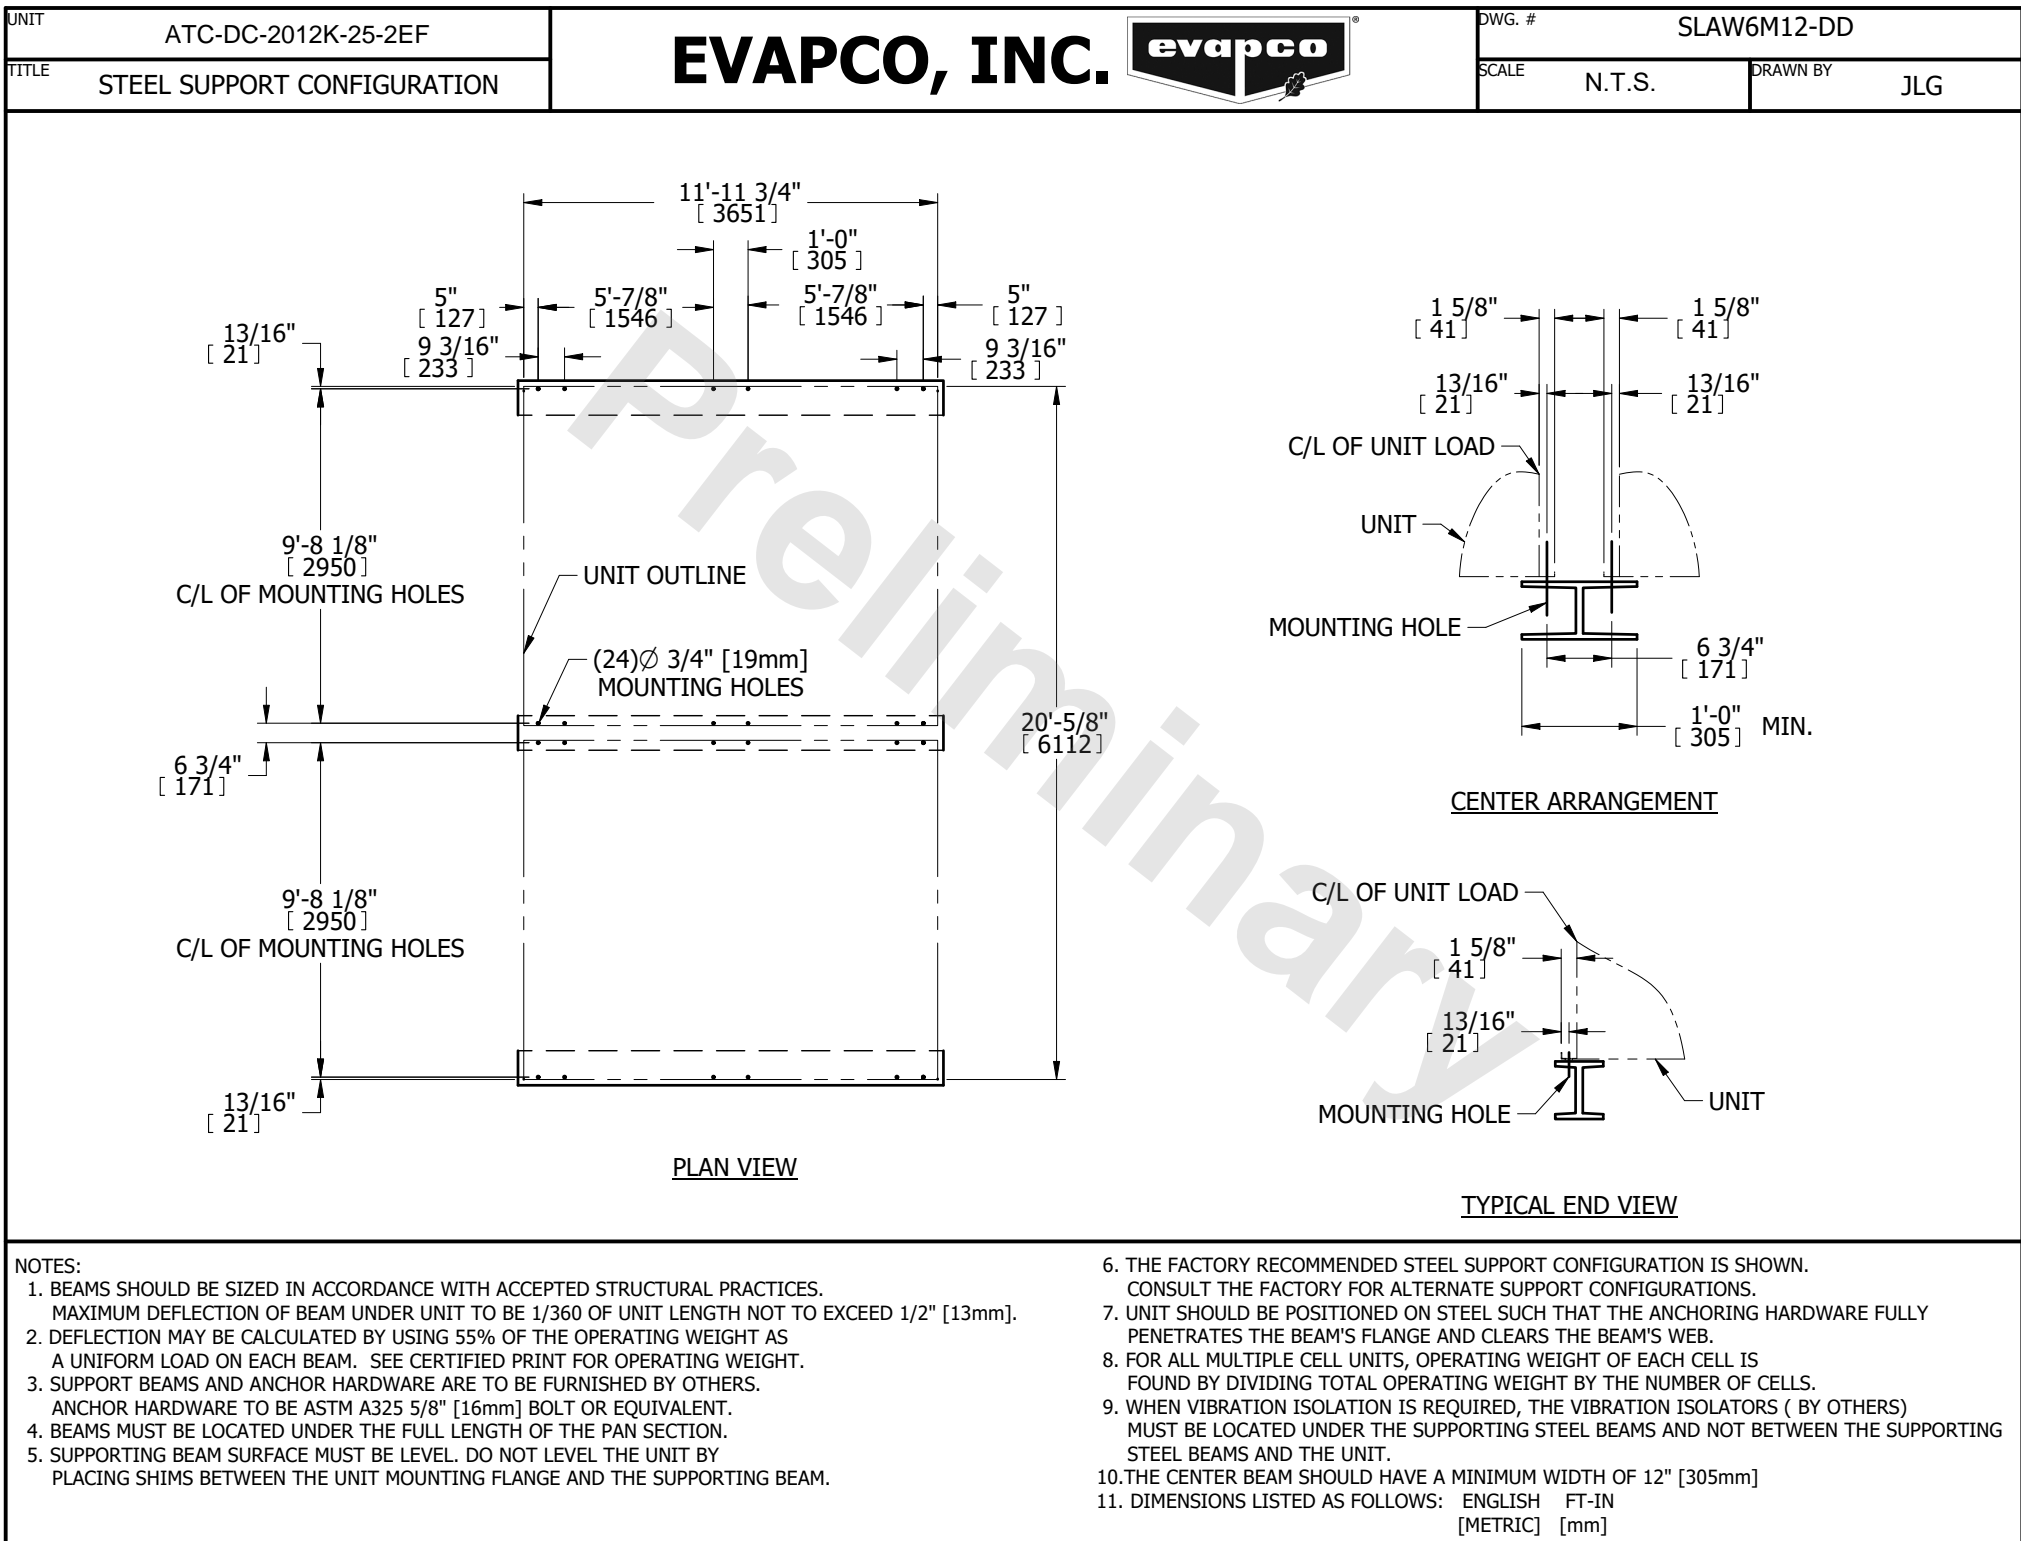 UNIT
ATC-DC-2012K-25-2EF
TITLE
STEEL SUPPORT CONFIGURATION
EVAPCO, INC.
evapco
®
DWG. #
SLAW6M12-DD
SCALE
N.T.S.
DRAWN BY
JLG
11'-11 3/4"
[ 3651]
1'-0"
[ 305 ]
5"
[ 127]
5'-7/8"
[ 1546 ]
5'-7/8"
[ 1546 ]
5"
[ 127 ]
13/16"
[ 21]
9 3/16"
[ 233 ]
9 3/16"
[ 233 ]
9'-8 1/8"
[ 2950]
C/L OF MOUNTING HOLES
UNIT OUTLINE
(24)Ø 3/4" [19mm]
MOUNTING HOLES
6 3/4"
[ 171]
20'-5/8"
[ 6112]
9'-8 1/8"
[ 2950]
C/L OF MOUNTING HOLES
13/16"
[ 21]
PLAN VIEW
1 5/8"
[ 41]
1 5/8"
[ 41]
13/16"
[ 21]
13/16"
[ 21]
C/L OF UNIT LOAD
UNIT
MOUNTING HOLE
6 3/4"
[ 171]
1'-0"
[ 305] MIN.
CENTER ARRANGEMENT
C/L OF UNIT LOAD
1 5/8"
[ 41]
13/16"
[ 21]
MOUNTING HOLE
UNIT
TYPICAL END VIEW
Preliminary
NOTES:
1. BEAMS SHOULD BE SIZED IN ACCORDANCE WITH ACCEPTED STRUCTURAL PRACTICES.
MAXIMUM DEFLECTION OF BEAM UNDER UNIT TO BE 1/360 OF UNIT LENGTH NOT TO EXCEED 1/2" [13mm].
2. DEFLECTION MAY BE CALCULATED BY USING 55% OF THE OPERATING WEIGHT AS
A UNIFORM LOAD ON EACH BEAM. SEE CERTIFIED PRINT FOR OPERATING WEIGHT.
3. SUPPORT BEAMS AND ANCHOR HARDWARE ARE TO BE FURNISHED BY OTHERS.
ANCHOR HARDWARE TO BE ASTM A325 5/8" [16mm] BOLT OR EQUIVALENT.
4. BEAMS MUST BE LOCATED UNDER THE FULL LENGTH OF THE PAN SECTION.
5. SUPPORTING BEAM SURFACE MUST BE LEVEL. DO NOT LEVEL THE UNIT BY
PLACING SHIMS BETWEEN THE UNIT MOUNTING FLANGE AND THE SUPPORTING BEAM.
6. THE FACTORY RECOMMENDED STEEL SUPPORT CONFIGURATION IS SHOWN.
CONSULT THE FACTORY FOR ALTERNATE SUPPORT CONFIGURATIONS.
7. UNIT SHOULD BE POSITIONED ON STEEL SUCH THAT THE ANCHORING HARDWARE FULLY
PENETRATES THE BEAM'S FLANGE AND CLEARS THE BEAM'S WEB.
8. FOR ALL MULTIPLE CELL UNITS, OPERATING WEIGHT OF EACH CELL IS
FOUND BY DIVIDING TOTAL OPERATING WEIGHT BY THE NUMBER OF CELLS.
9. WHEN VIBRATION ISOLATION IS REQUIRED, THE VIBRATION ISOLATORS ( BY OTHERS)
MUST BE LOCATED UNDER THE SUPPORTING STEEL BEAMS AND NOT BETWEEN THE SUPPORTING
STEEL BEAMS AND THE UNIT.
10.THE CENTER BEAM SHOULD HAVE A MINIMUM WIDTH OF 12" [305mm]
11. DIMENSIONS LISTED AS FOLLOWS: ENGLISH FT-IN
[METRIC] [mm]